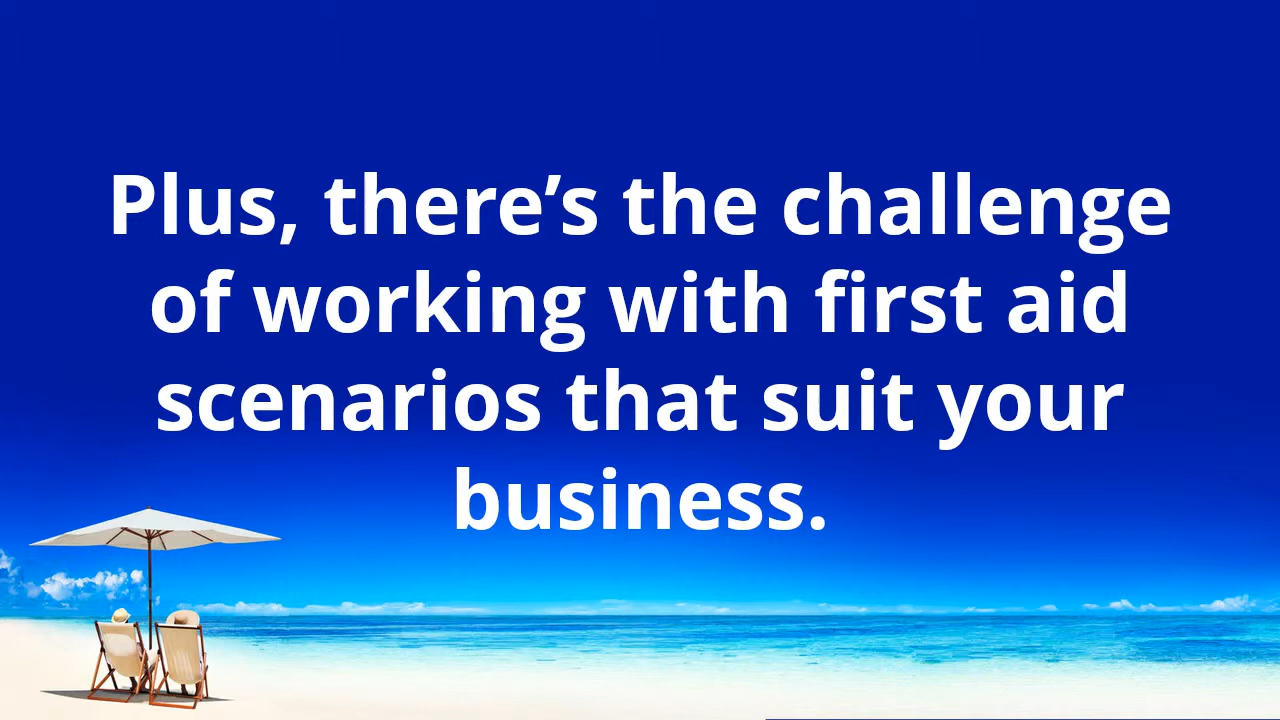 Plus, there’s the challenge
of working with first aid
scenarios that suit your
business.